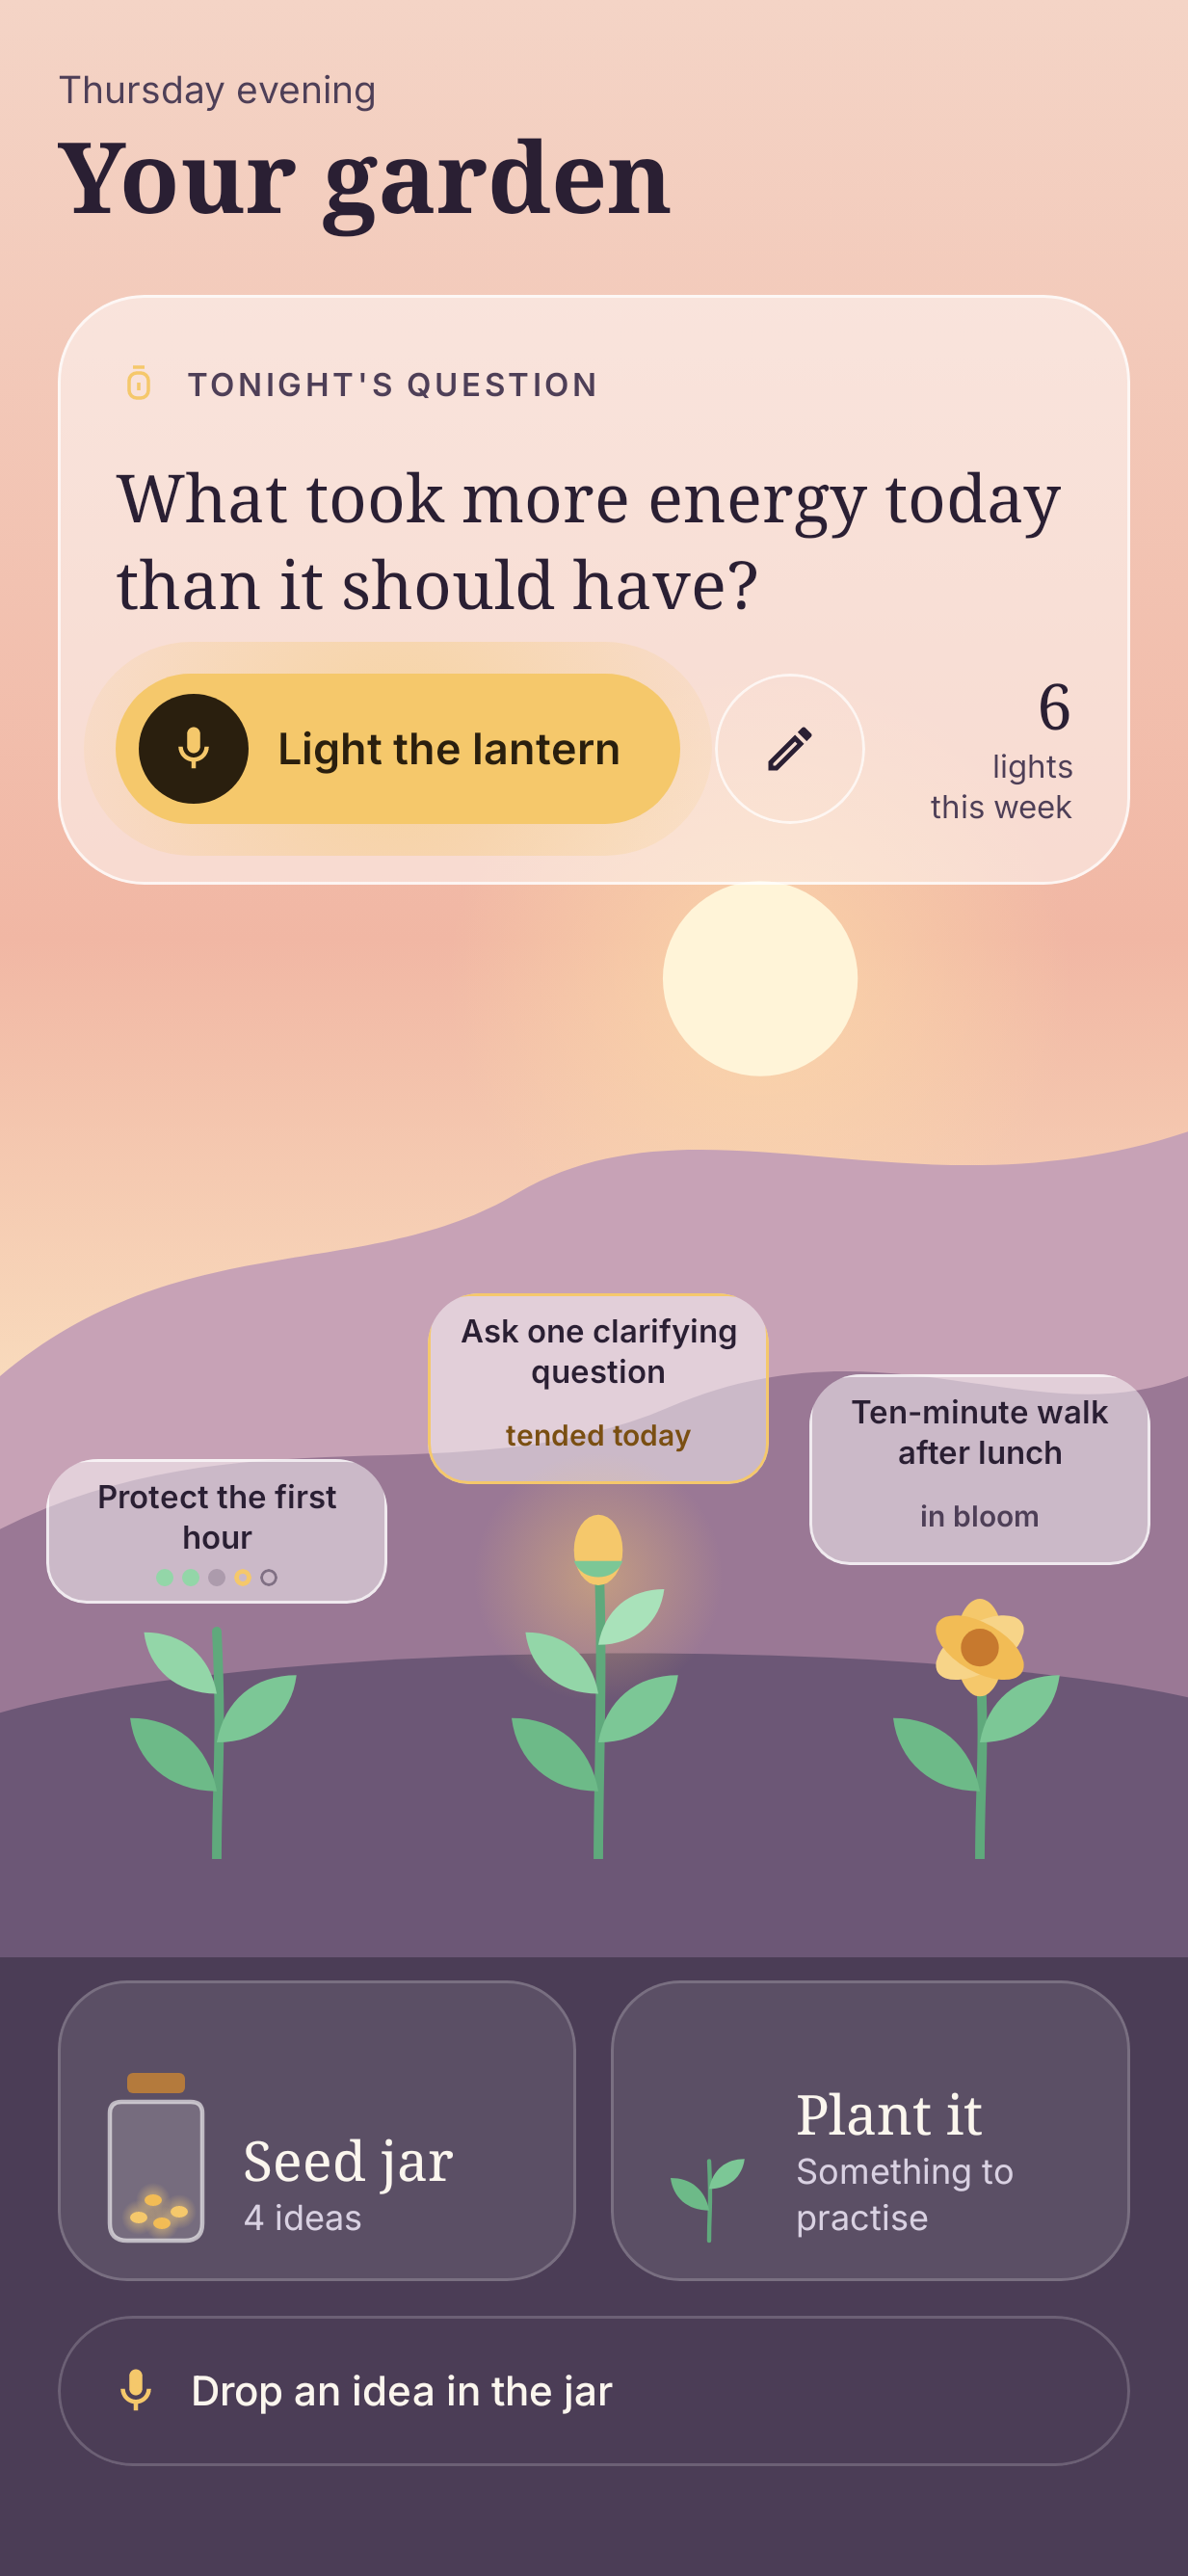 Thursday evening
Your garden
TONIGHT'S QUESTION
What took more energy today
than it should have?
Light the lantern
6
lights
this week
Ask one clarifying
question
tended today
Ten-minute walk
after lunch
in bloom
Protect the first
hour
Seed jar
4 ideas
Plant it
Something to
practise
Drop an idea in the jar